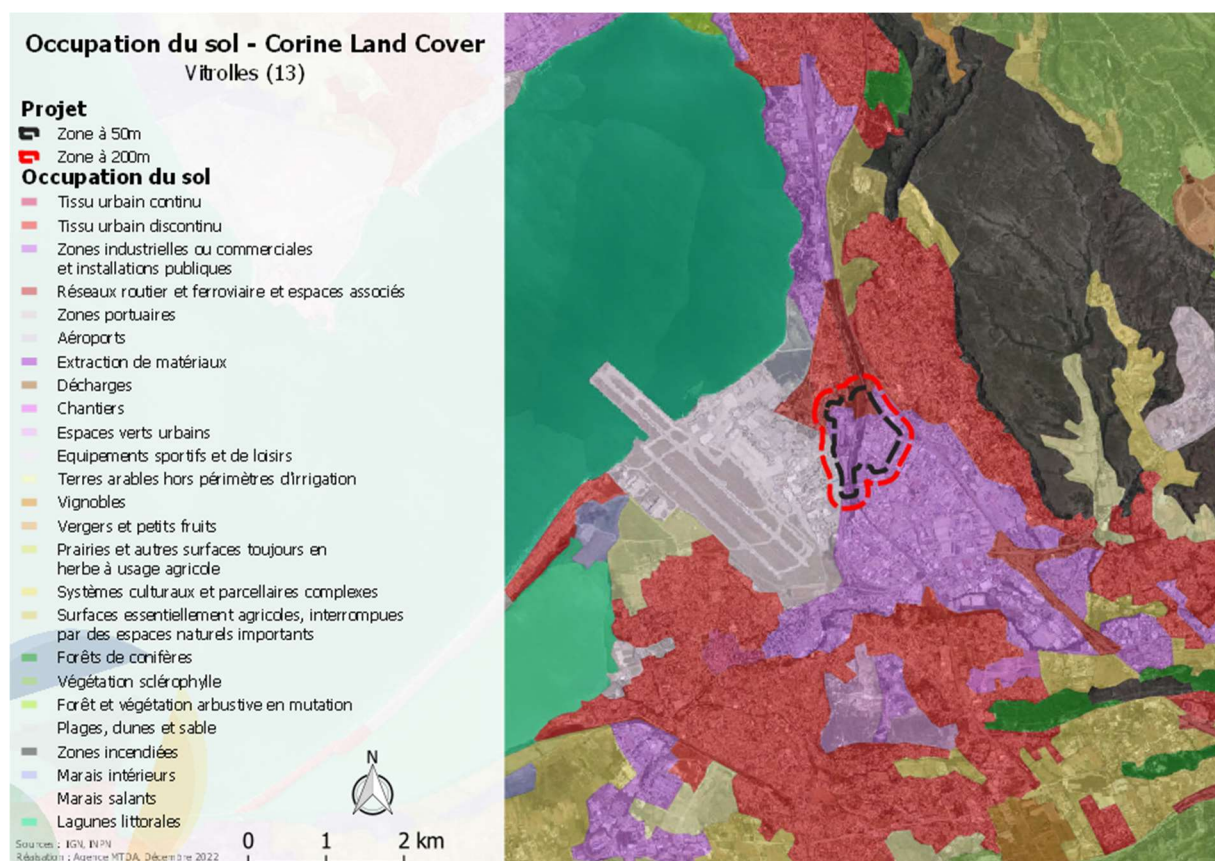 Occupation du sol - Corine Land Cover
Vitrolles (13)
Projet
Zone à 50m
Zone à 200m
Occupation du sol
Tissu urbain continu
Tissu urbain discontinu
Zones industrielles ou commerciales
et installations publiques
Réseaux routier et ferroviaire et espaces associés
Zones portuaires
Aéroports
Extraction de matériaux
Décharges
Chantiers
Espaces verts urbains
Equipements sportifs et de loisirs
Terres arables hors périmètres d'irrigation
Vignobles
Vergers et petits fruits
Prairies et autres surfaces toujours en
herbe à usage agricole
Systèmes culturaux et parcellaires complexes
Surfaces essentiellement agricoles, interrompues
par des espaces naturels importants
Forêts de conifères
Végétation sclérophylle
Forêt et végétation arbustive en mutation
Plages, dunes et sable
Zones incendiées
Marais intérieurs
Marais salants
Lagunes littorales
N
0 1 2 km
Sources : IGN, INPN
Réalisation : Agence MTDA, Décembre 2022